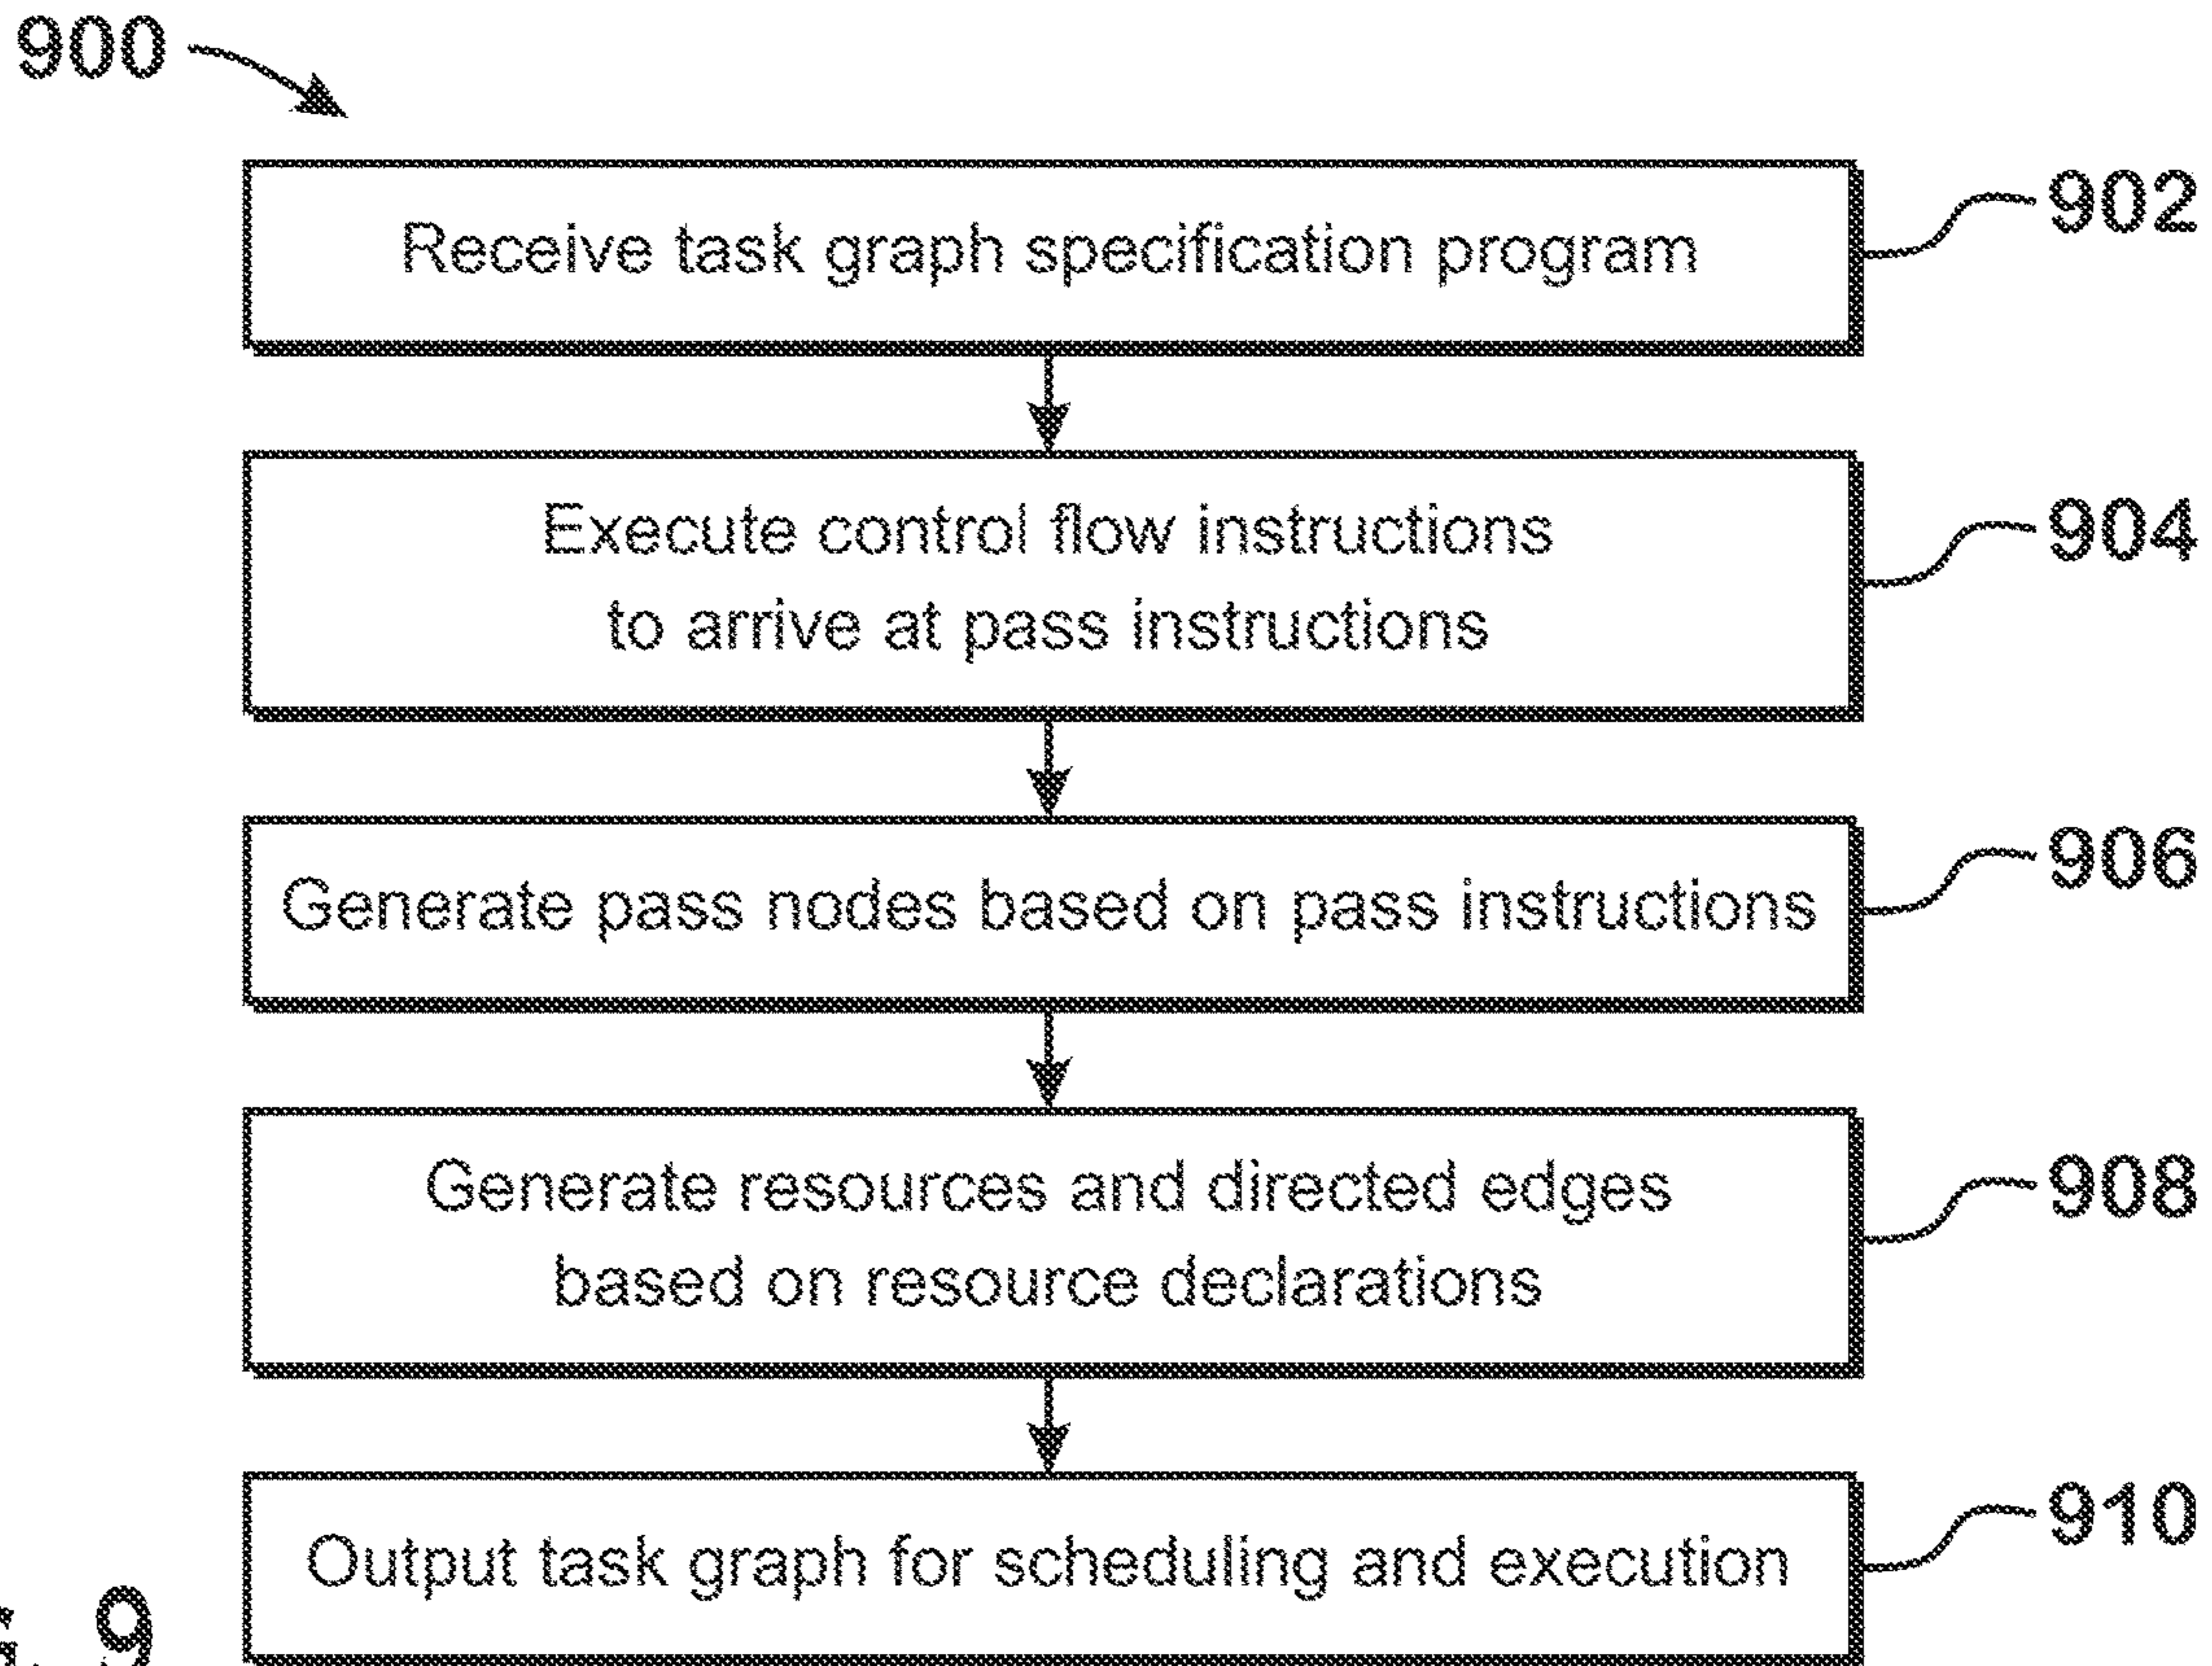 900
Receive task graph specification program
902
Execute control flow instructions
to arrive at pass instructions
904
Generate pass nodes based on pass instructions
906
Generate resources and directed edges
based on resource declarations
908
Output task graph for scheduling and execution
910
9